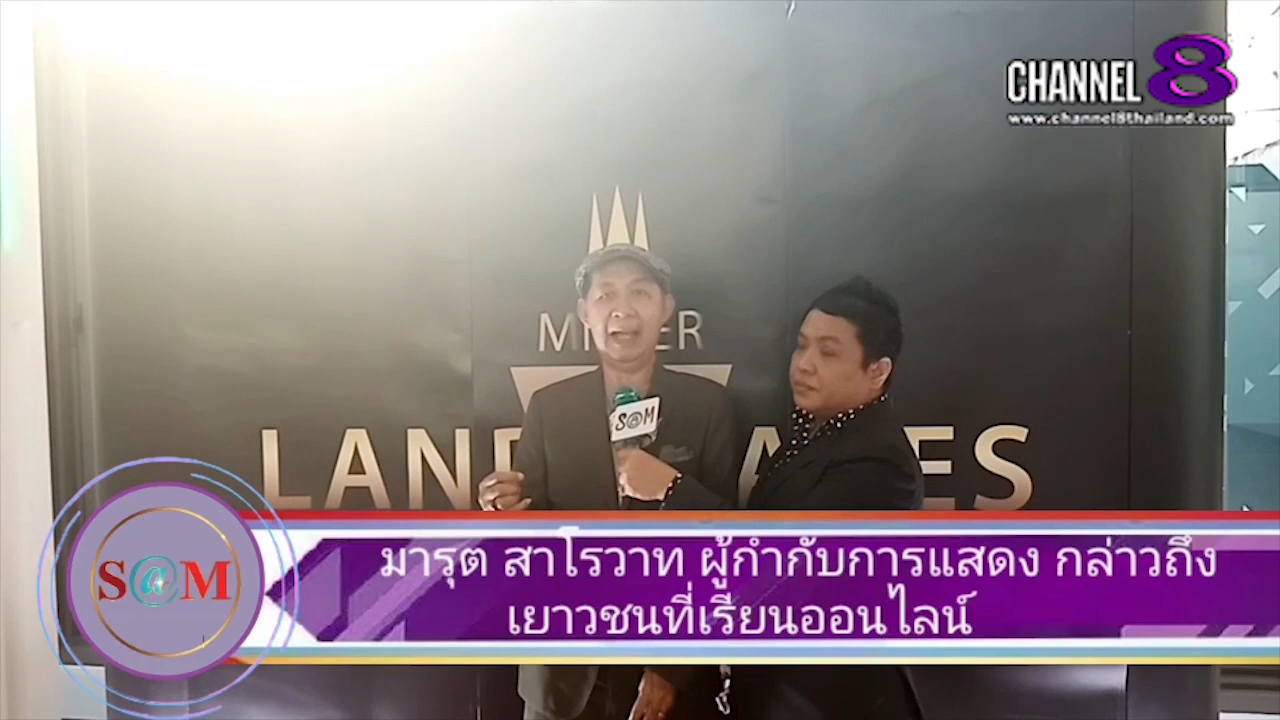 CHANNEL 8
www.channel8thailand.com
S@M
มารุต สาโรวาท ผู้กำกับการแสดง กล่าวถึง
เยาวชนที่เรียนออนไลน์
S@M